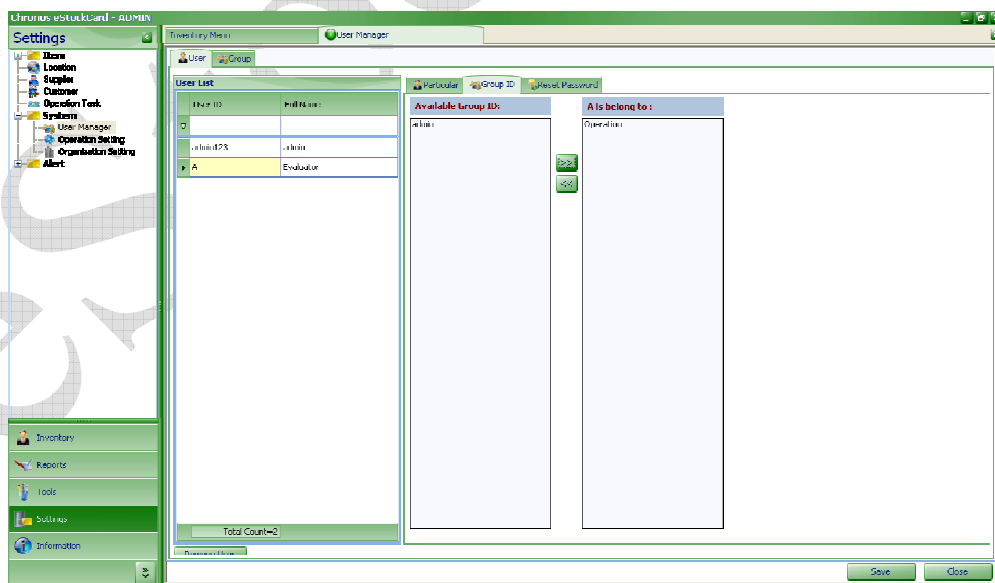 Chronos eStockCard - ADMIN
Settings
Inventory Menu
User Manager
Item
Location
Supplier
Customer
Operation Task
System
User Manager
Operation Setting
Organisation Setting
Alert
User
Group
User List
User ID
Full Name
admin123
admin
A
Evaluator
Total Count=2
Particular
Group ID
Reset Password
Available Group ID:
A is belong to :
admin
Operation
>>
<<
Inventory
Reports
Tools
Settings
Information
Save
Close